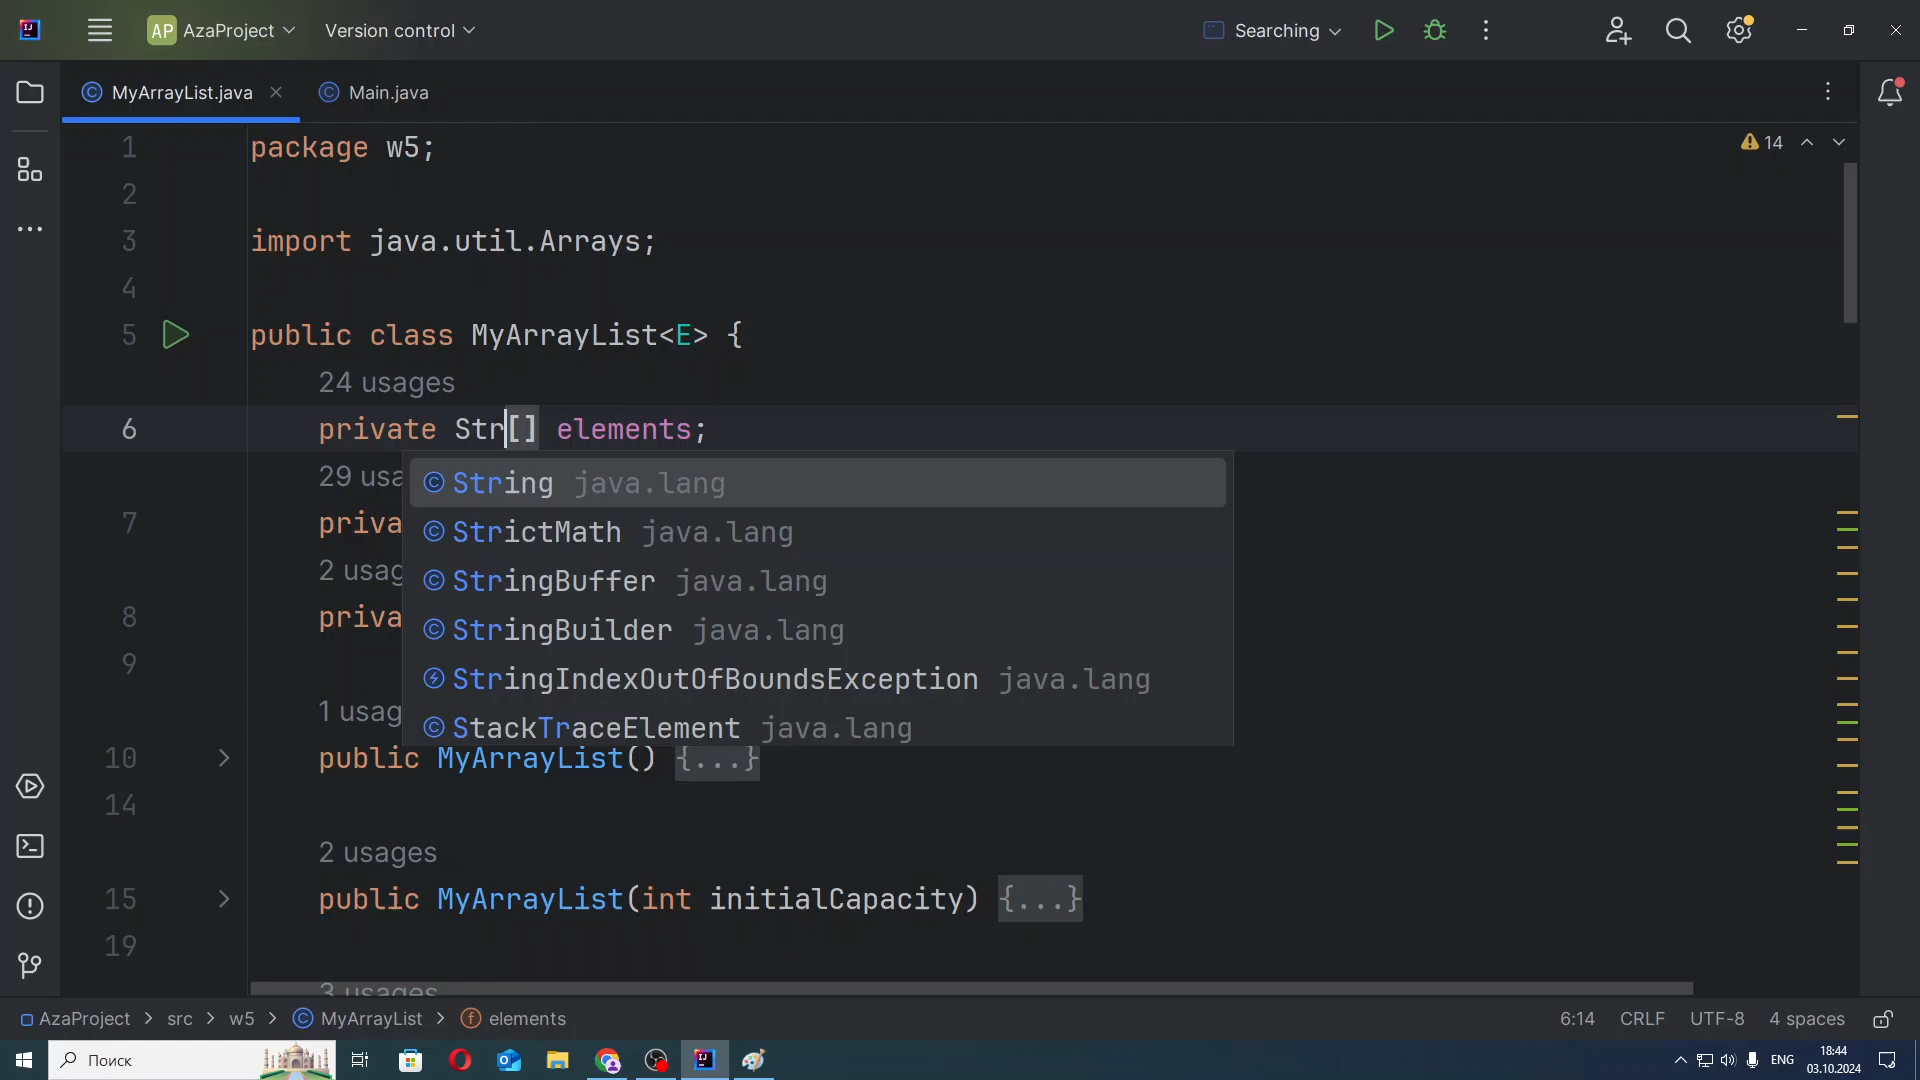 AP AzaProject Version control Searching
MyArrayList.java Main.java
1 package w5; 14
2
3 import java.util.Arrays;
4
5 public class MyArrayList<E> {
24 usages
6 private Str[] elements;
29 usa
String java.lang
7 priva
StrictMath java.lang
2 usag
StringBuffer java.lang
8 priva
StringBuilder java.lang
9
StringIndexOutOfBoundsException java.lang
1 usag
StackTraceElement java.lang
10 public MyArrayList() {...}
14
2 usages
15 public MyArrayList(int initialCapacity) {...}
19
3 usages
AzaProject > src > w5 > MyArrayList > elements 6:14 CRLF UTF-8 4 spaces
Поиск ENG 18:44
03.10.2024